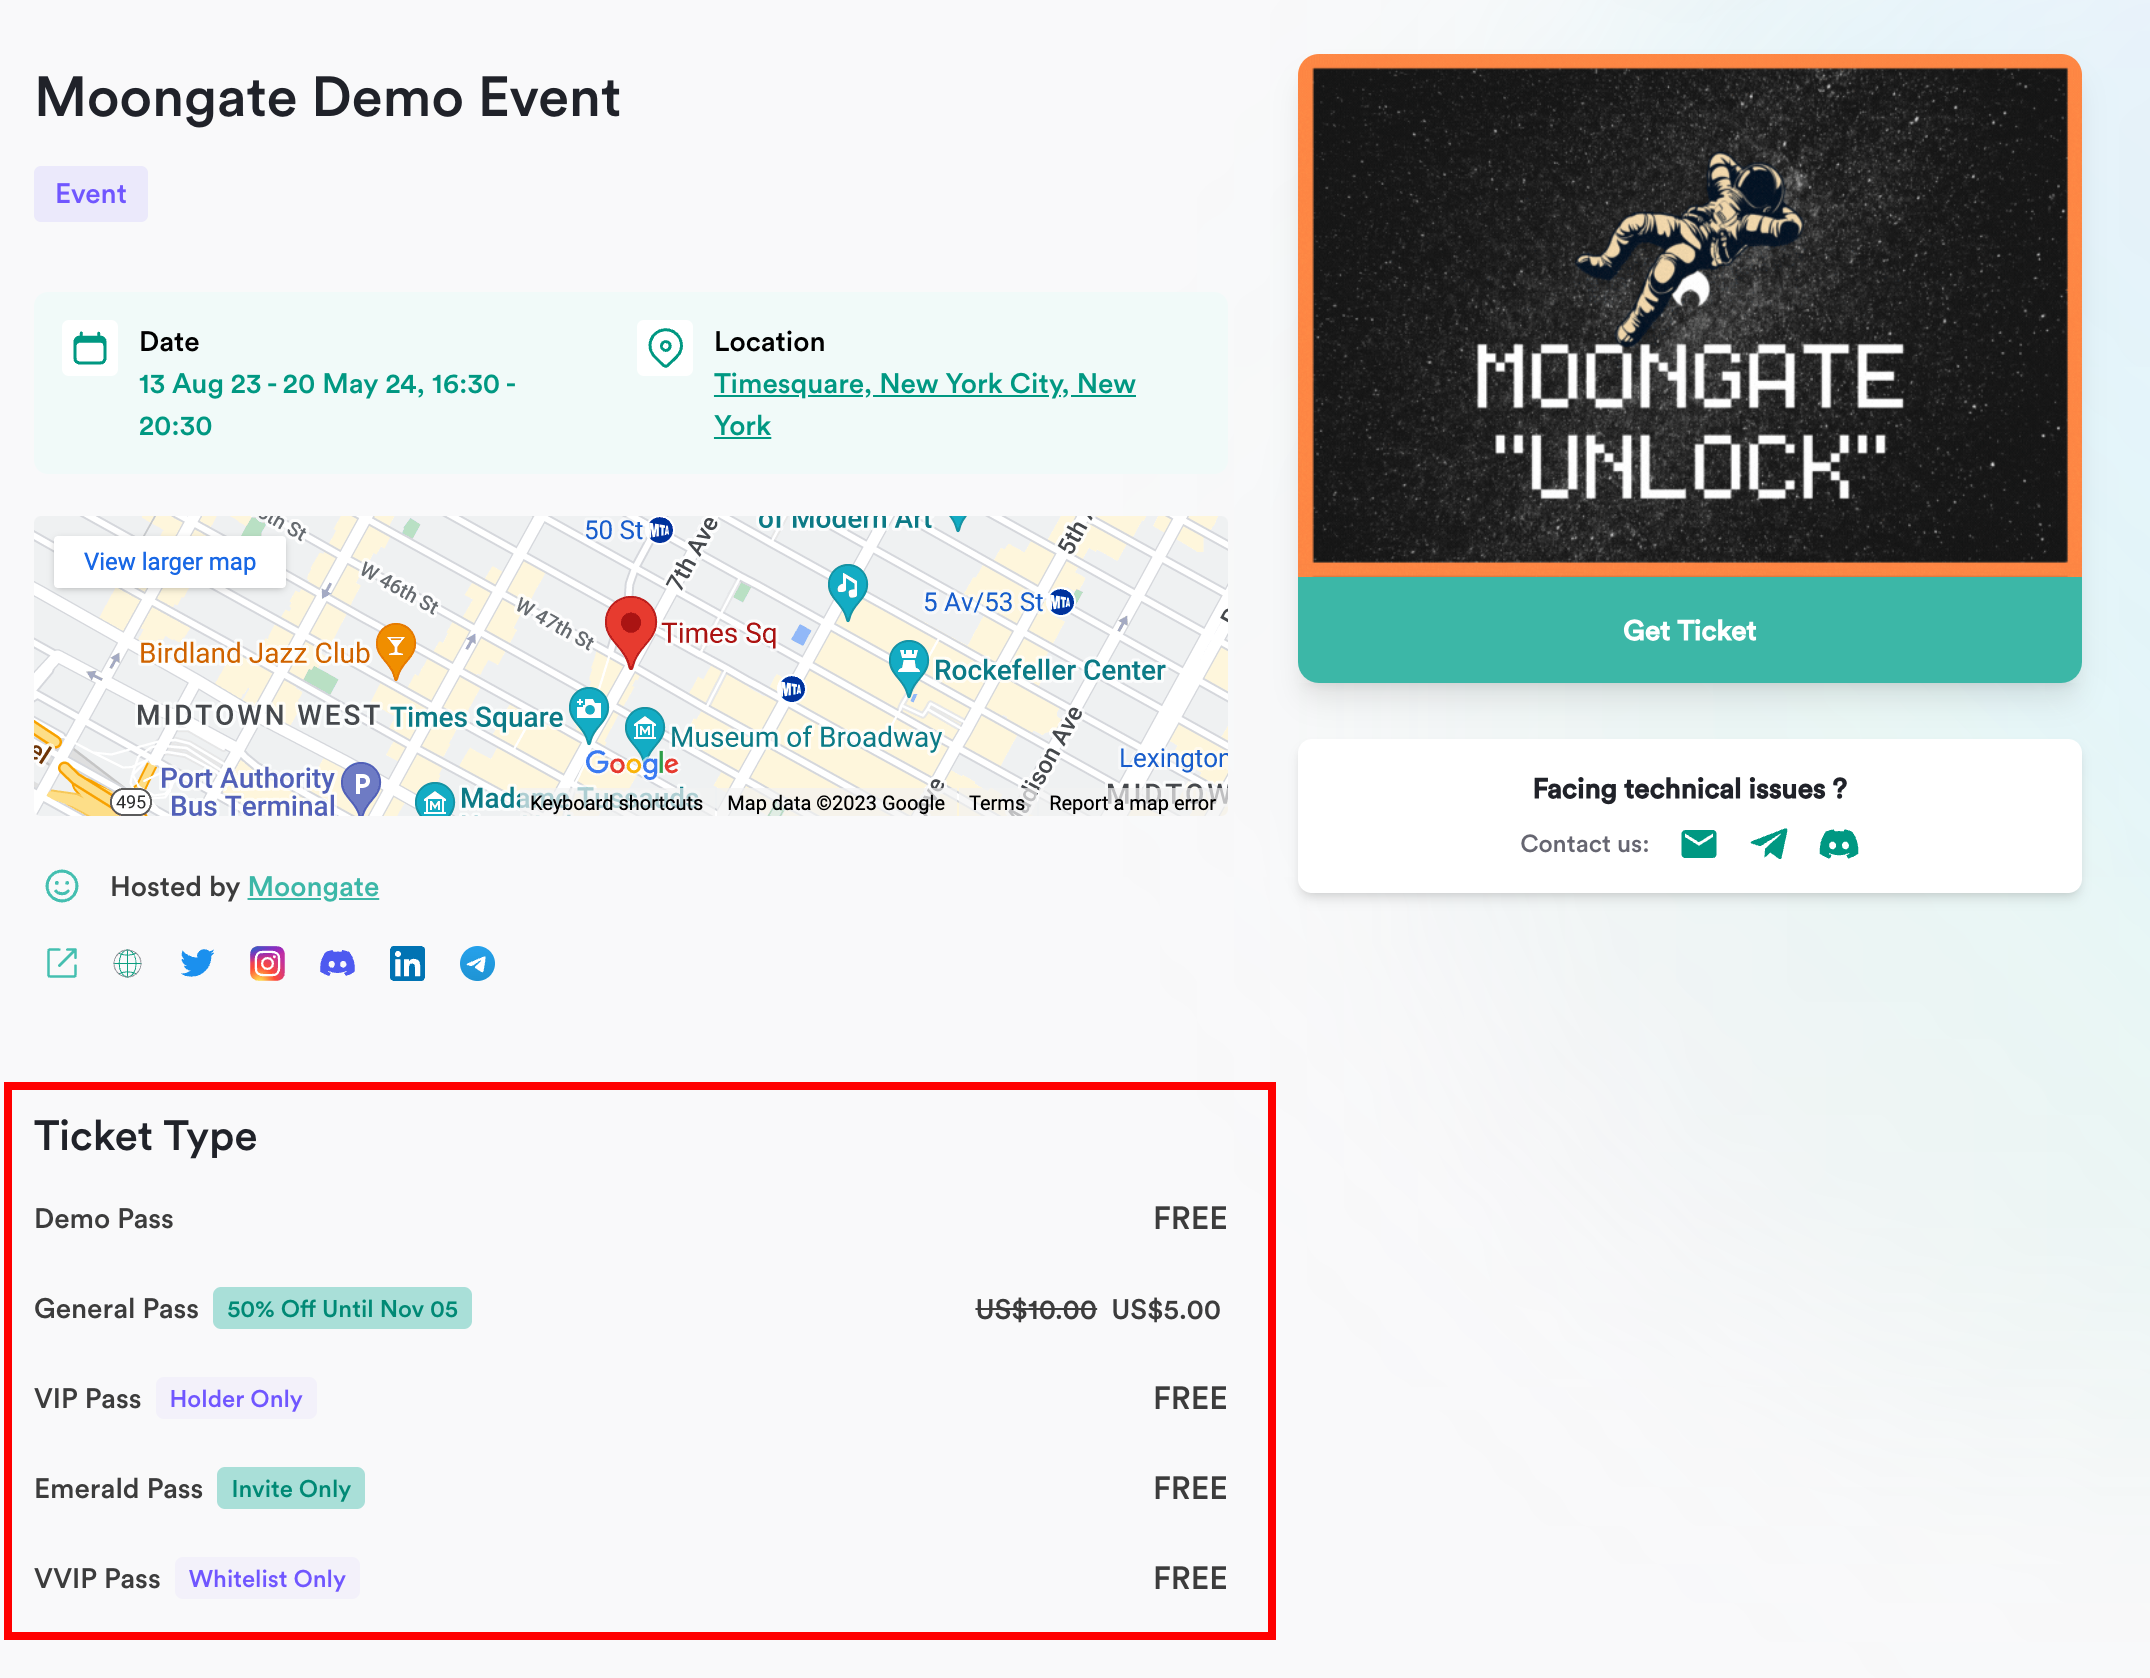 Moongate Demo Event
Event
Date
13 Aug 23 - 20 May 24, 16:30 -
20:30
Location
Timesquare, New York City, New
York
View larger map
50 St
MTA
7th Ave
of Modern Art
5th
W 46th St
W 47th St
5 Av/53 St
MTA
Times Sq
Birdland Jazz Club
Rockefeller Center
MTA
MIDTOWN WEST
Times Square
Museum of Broadway
Google
Lexington
Port Authority
Bus Terminal
P
495
Madame Tussauds
Keyboard shortcuts
Map data ©2023 Google
Terms
Report a map error
Hosted by Moongate
in
MOONGATE
"UNLOCK"
Get Ticket
Facing technical issues ?
Contact us:
Ticket Type
Demo Pass FREE
General Pass 50% Off Until Nov 05 US$10.00 US$5.00
VIP Pass Holder Only FREE
Emerald Pass Invite Only FREE
VVIP Pass Whitelist Only FREE